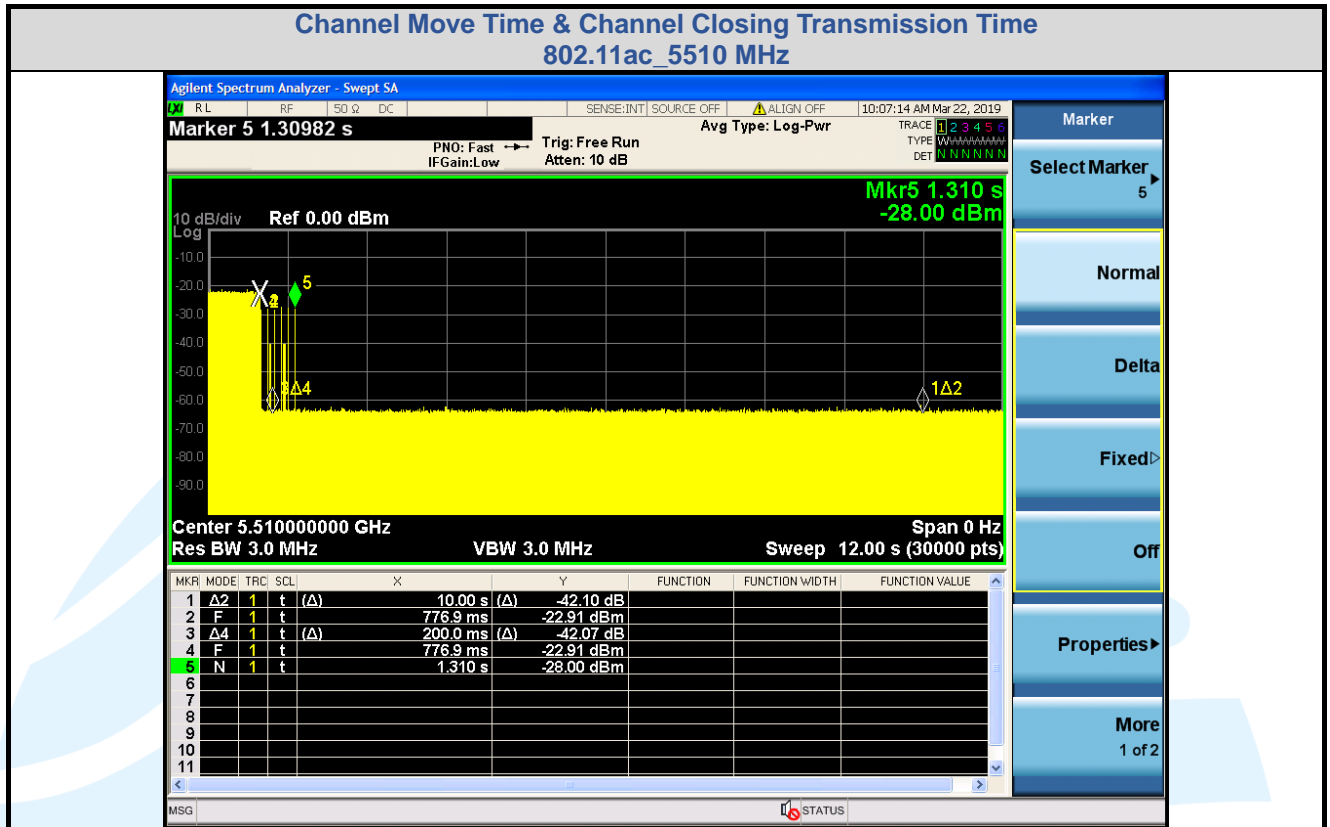 Channel Move Time & Channel Closing Transmission Time
802.11ac_5510 MHz
Agilent Spectrum Analyzer - Swept SA
LXI RL RF 50 Ω DC SENSE:INT SOURCE OFF ALIGN OFF 10:07:14 AM Mar 22, 2019
Marker 5 1.30982 s
PNO: Fast
IFGain:Low
Trig: Free Run
Atten: 10 dB
Avg Type: Log-Pwr
TRACE 1 2 3 4 5 6
TYPE
DET N N N N N N
Mkr5 1.310 s
-28.00 dBm
10 dB/div Ref 0.00 dBm
Log
-10.0
-20.0
-30.0
-40.0
-50.0
-60.0
-70.0
-80.0
-90.0
5
3Δ4
1Δ2
Center 5.510000000 GHz Span 0 Hz
Res BW 3.0 MHz VBW 3.0 MHz Sweep 12.00 s (30000 pts)
MKR MODE TRC SCL X Y FUNCTION FUNCTION WIDTH FUNCTION VALUE
1 Δ2 1 t (Δ) 10.00 s (Δ) -42.10 dB
2 F 1 t 776.9 ms -22.91 dBm
3 Δ4 1 t (Δ) 200.0 ms (Δ) -42.07 dB
4 F 1 t 776.9 ms -22.91 dBm
5 N 1 t 1.310 s -28.00 dBm
6
7
8
9
10
11
MSG STATUS
Marker
Select Marker
5
Normal
Delta
Fixed
Off
Properties
More
1 of 2